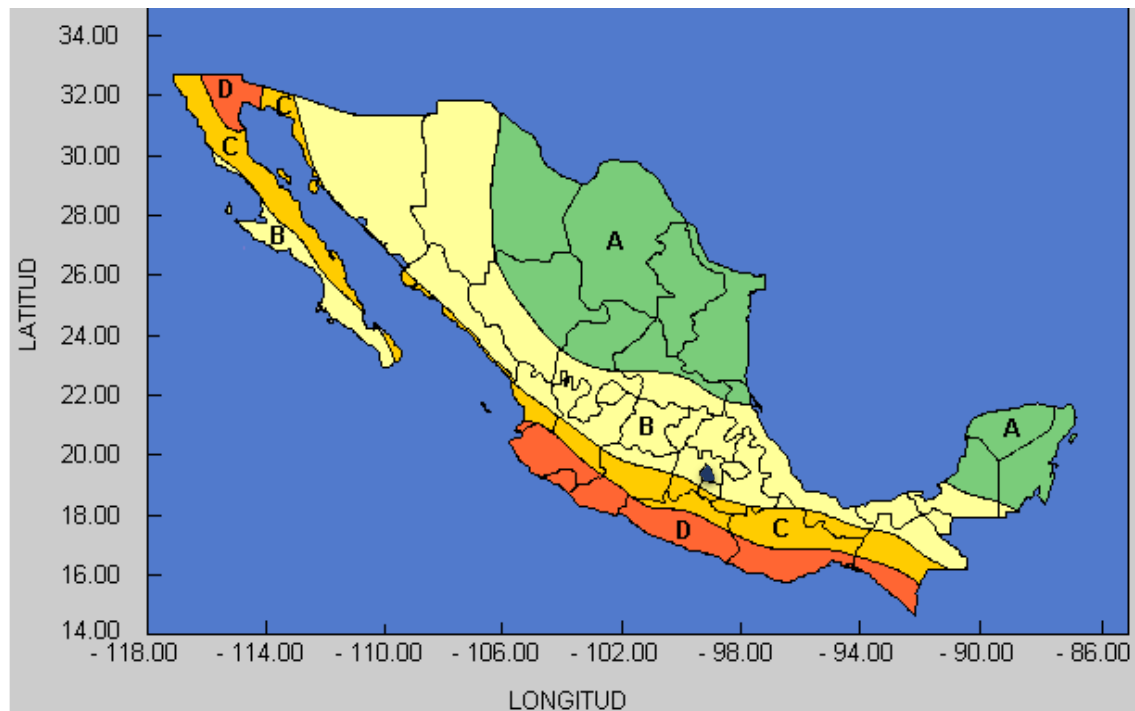 34.00
32.00
30.00
28.00
26.00
24.00
22.00
20.00
18.00
16.00
14.00
LATITUD
D
C
C
B
A
B
A
C
D
- 118.00 - 114.00 - 110.00 - 106.00 - 102.00 - 98.00 - 94.00 - 90.00 - 86.00
LONGITUD